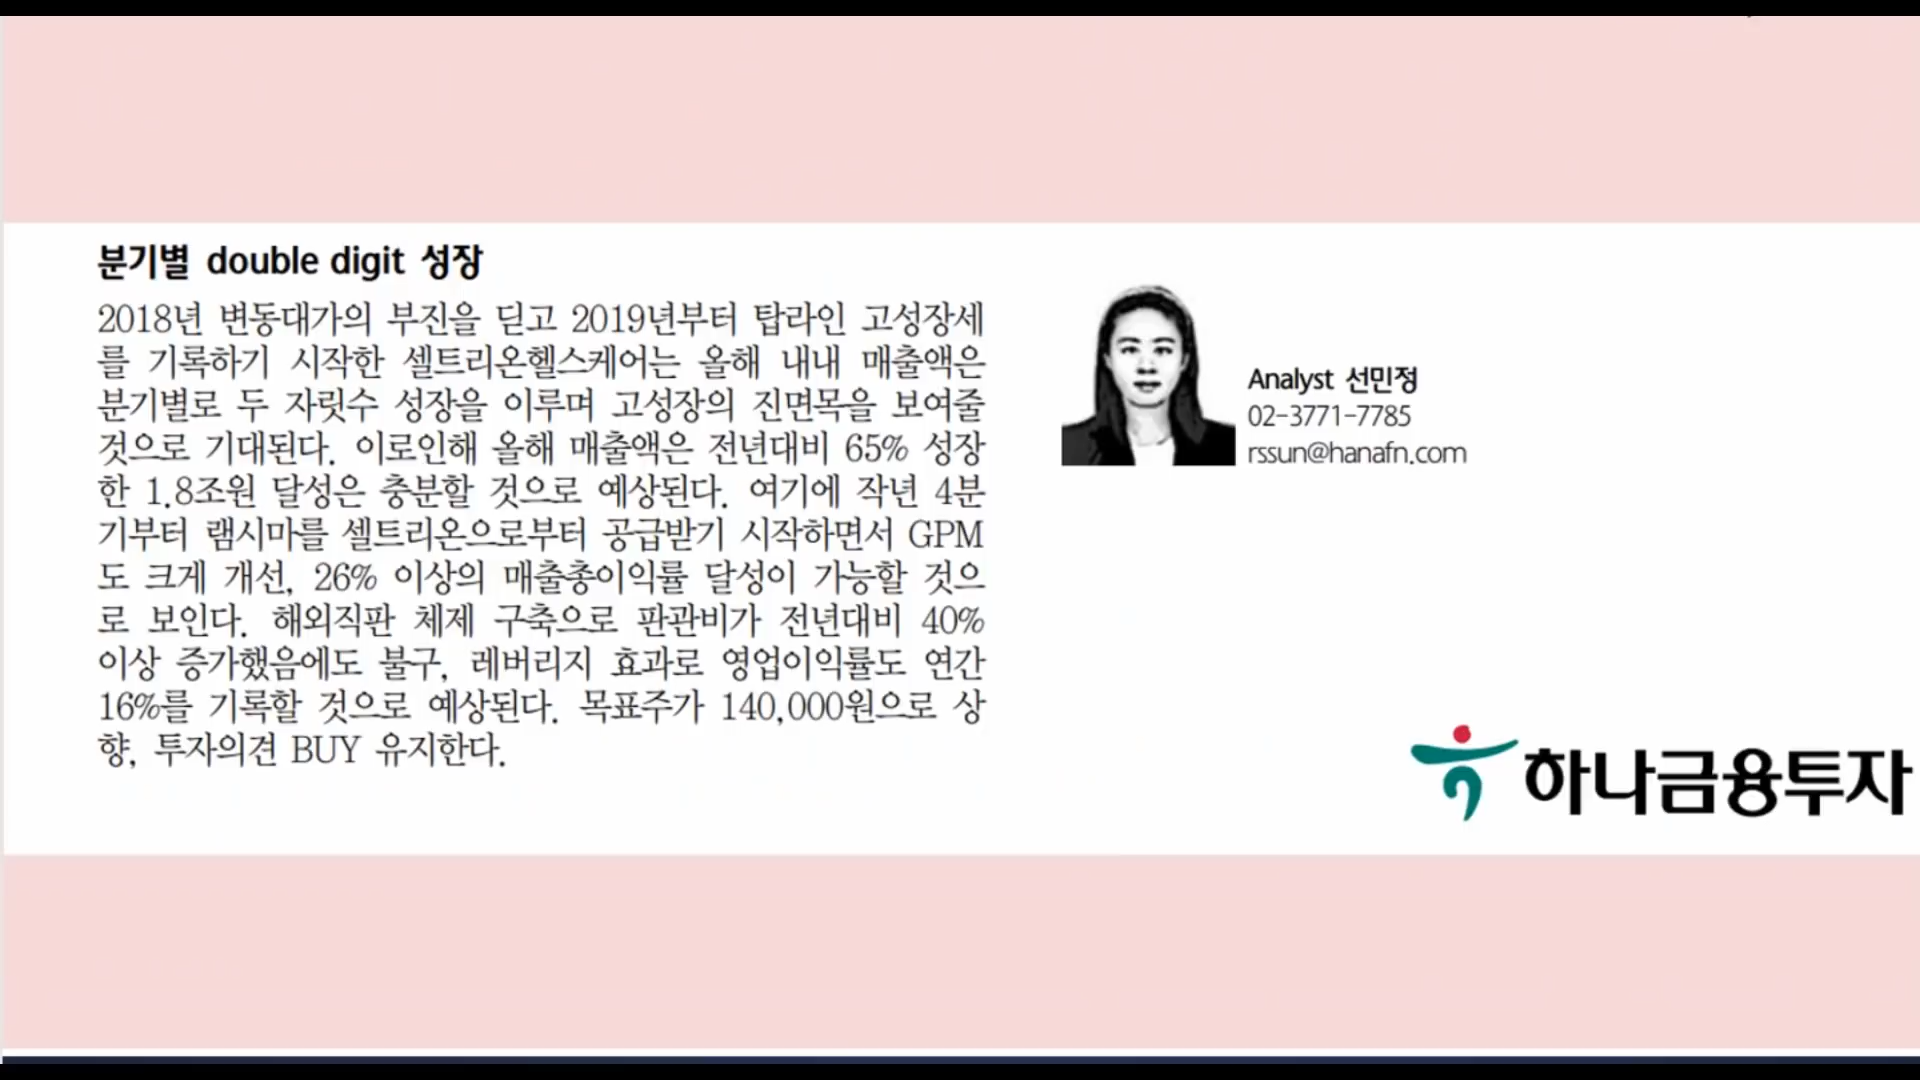 분기별 double digit 성장
2018년 변동대가의 부진을 딛고 2019년부터 탑라인 고성장세
를 기록하기 시작한 셀트리온헬스케어는 올해 내내 매출액은
분기별로 두 자릿수 성장을 이루며 고성장의 진면목을 보여줄
것으로 기대된다. 이로인해 올해 매출액은 전년대비 65% 성장
한 1.8조원 달성은 충분할 것으로 예상된다. 여기에 작년 4분
기부터 램시마를 셀트리온으로부터 공급받기 시작하면서 GPM
도 크게 개선, 26% 이상의 매출총이익률 달성이 가능할 것으
로 보인다. 해외직판 체제 구축으로 판관비가 전년대비 40%
이상 증가했음에도 불구, 레버리지 효과로 영업이익률도 연간
16%를 기록할 것으로 예상된다. 목표주가 140,000원으로 상
향, 투자의견 BUY 유지한다.
Analyst 선민정
02-3771-7785
rssun@hanafn.com
하나금융투자